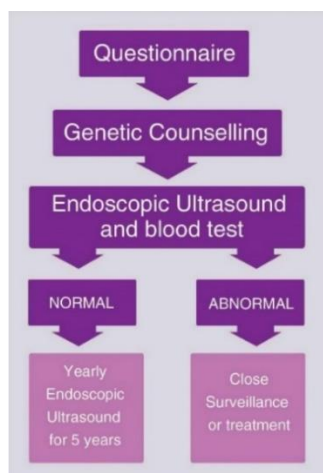 Questionnaire
Genetic Counselling
Endoscopic Ultrasound
and blood test
NORMAL
ABNORMAL
Yearly
Endoscopic
Ultrasound
for 5 years
Close
Surveillance
or treatment